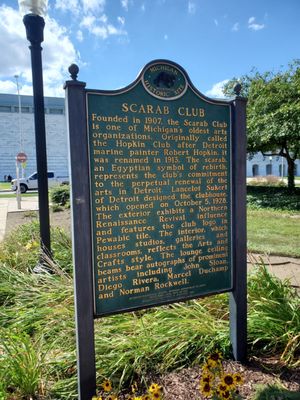 MICHIGAN
HISTORIC SITE
SCARAB CLUB
Founded in 1907, the Scarab Club
is one of Michigan's oldest arts
organizations. Originally called
the Hopkin Club after Detroit
marine painter Robert Hopkin, it
was renamed in 1913. The scarab,
an Egyptian symbol of rebirth,
represents the club's commitment
to the perpetual renewal of the
arts in Detroit. Lancelot Sukert
of Detroit designed the clubhouse,
which opened on October 5, 1928.
The exterior exhibits a Northern
Renaissance Revival influence
and features the club logo in
Pewabic tile. The interior, which
houses studios, galleries and
classrooms, reflects the Arts and
Crafts style. The lounge ceiling
beams bear autographs of prominent
artists including John Sloan,
Diego Rivera, Marcel Duchamp
and Norman Rockwell.